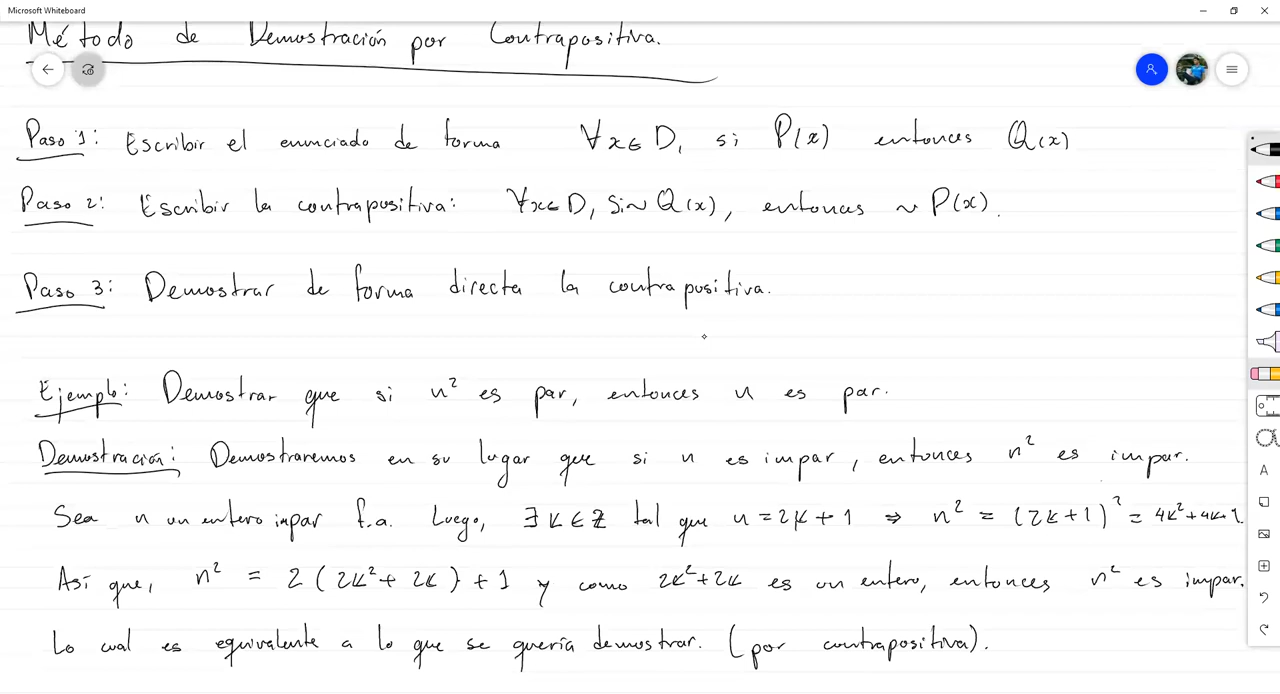 Microsoft Whiteboard
Método de Demostración por Contrapositiva.
Paso 1: Escribir el enunciado de forma ∀x∈D, si P(x) entonces Q(x)
Paso 2: Escribir la contrapositiva: ∀x∈D, si ~Q(x), entonces ~P(x).
Paso 3: Demostrar de forma directa la contrapositiva.
Ejemplo: Demostrar que si n² es par, entonces n es par.
Demostración: Demostraremos en su lugar que si n es impar, entonces n² es impar.
Sea n un entero impar f.a. Luego, ∃ k ∈ Z tal que n = 2k + 1 ⇒ n² = (2k+1)² = 4k²+4k+1.
Así que, n² = 2(2k² + 2k) + 1 y como 2k²+2k es un entero, entonces n² es impar.
Lo cual es equivalente a lo que se quería demostrar. (por contrapositiva).